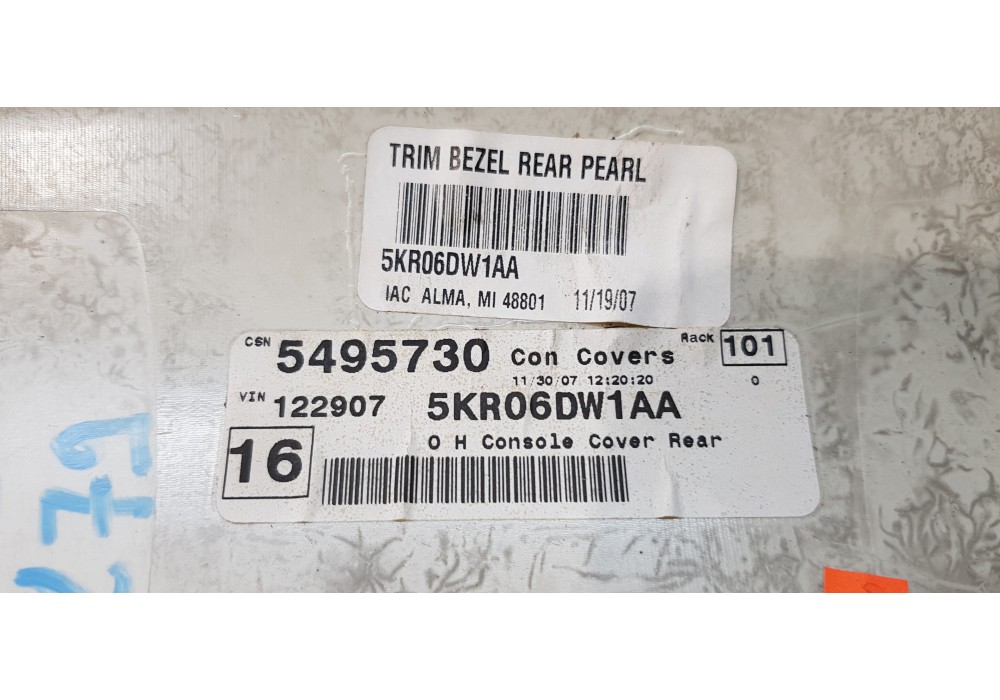 TRIM BEZEL REAR PEARL
5KR06DW1AA
IAC ALMA, MI 48801 11/19/07
CSN 5495730 Con Covers Rack 101
11/30/07 12:20:20 0
VIN 122907 5KR06DW1AA
16 O H Console Cover Rear